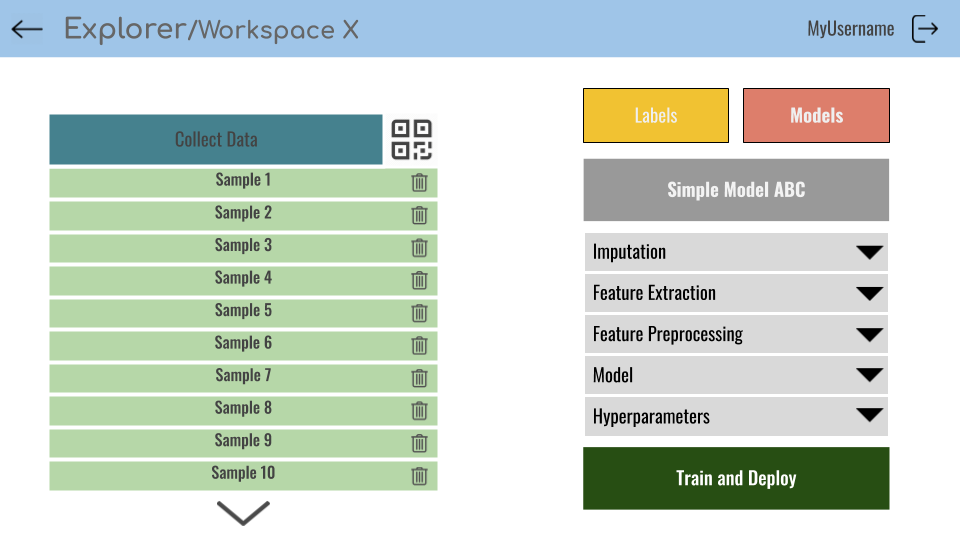 Explorer/Workspace X
MyUsername
Collect Data
Sample 1
Sample 2
Sample 3
Sample 4
Sample 5
Sample 6
Sample 7
Sample 8
Sample 9
Sample 10
Labels
Models
Simple Model ABC
Imputation
Feature Extraction
Feature Preprocessing
Model
Hyperparameters
Train and Deploy